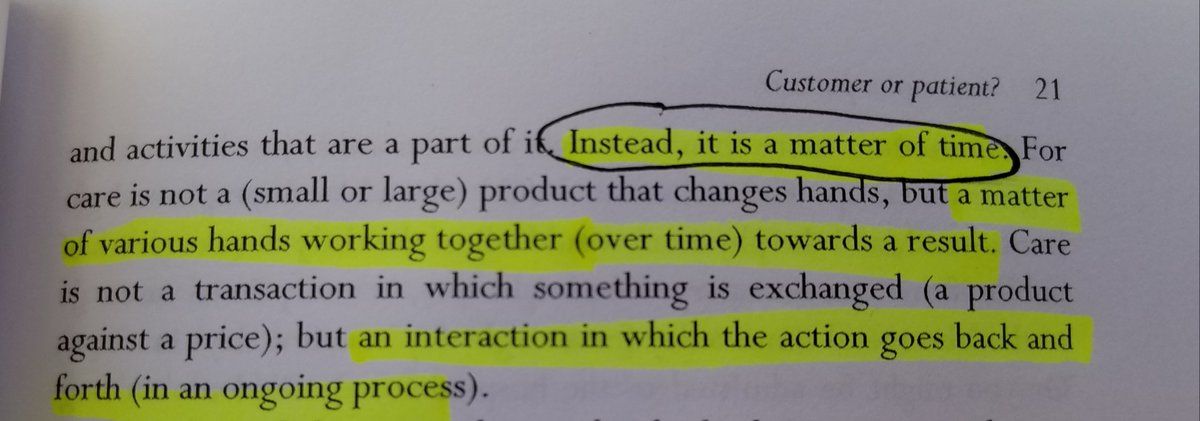 Customer or patient? 21
and activities that are a part of it. Instead, it is a matter of time. For
care is not a (small or large) product that changes hands, but a matter
of various hands working together (over time) towards a result. Care
is not a transaction in which something is exchanged (a product
against a price); but an interaction in which the action goes back and
forth (in an ongoing process).